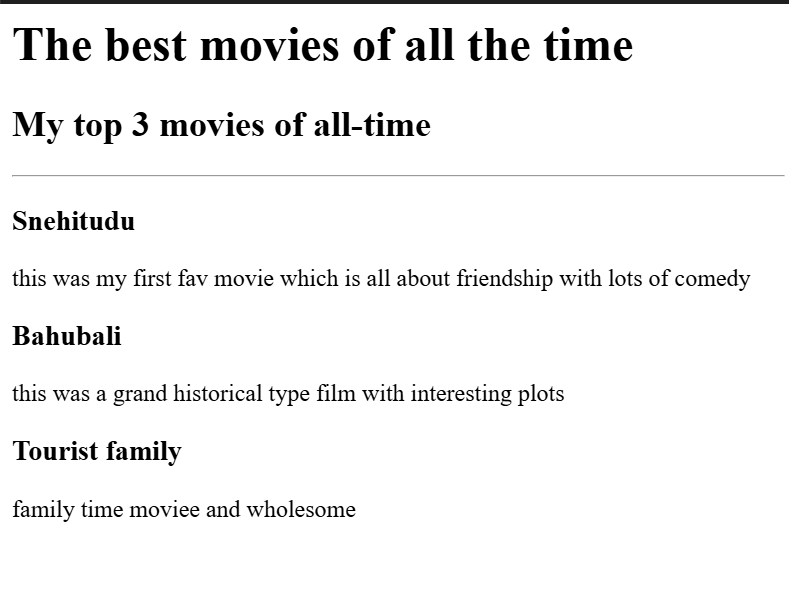 The best movies of all the time
My top 3 movies of all-time
Snehitudu
this was my first fav movie which is all about friendship with lots of comedy
Bahubali
this was a grand historical type film with interesting plots
Tourist family
family time moviee and wholesome